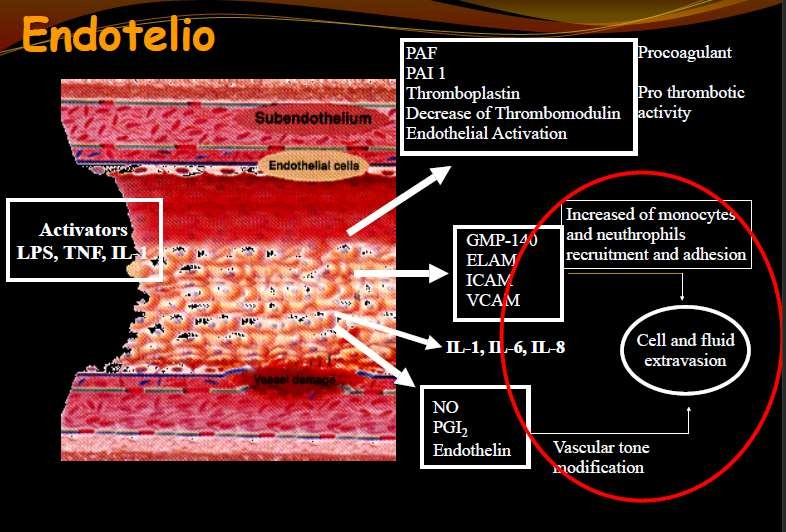 Endotelio
PAF
PAI 1
Thromboplastin
Decrease of Thrombomodulin
Endothelial Activation
Procoagulant
Pro thrombotic
activity
Subendothelium
Endothelial cells
Activators
LPS, TNF, IL-1
GMP-140
ELAM
ICAM
VCAM
Increased of monocytes
and neuthrophils
recruitment and adhesion
IL-1, IL-6, IL-8
Cell and fluid
extravasion
Vessel damage
NO
PGI₂
Endothelin
Vascular tone
modification